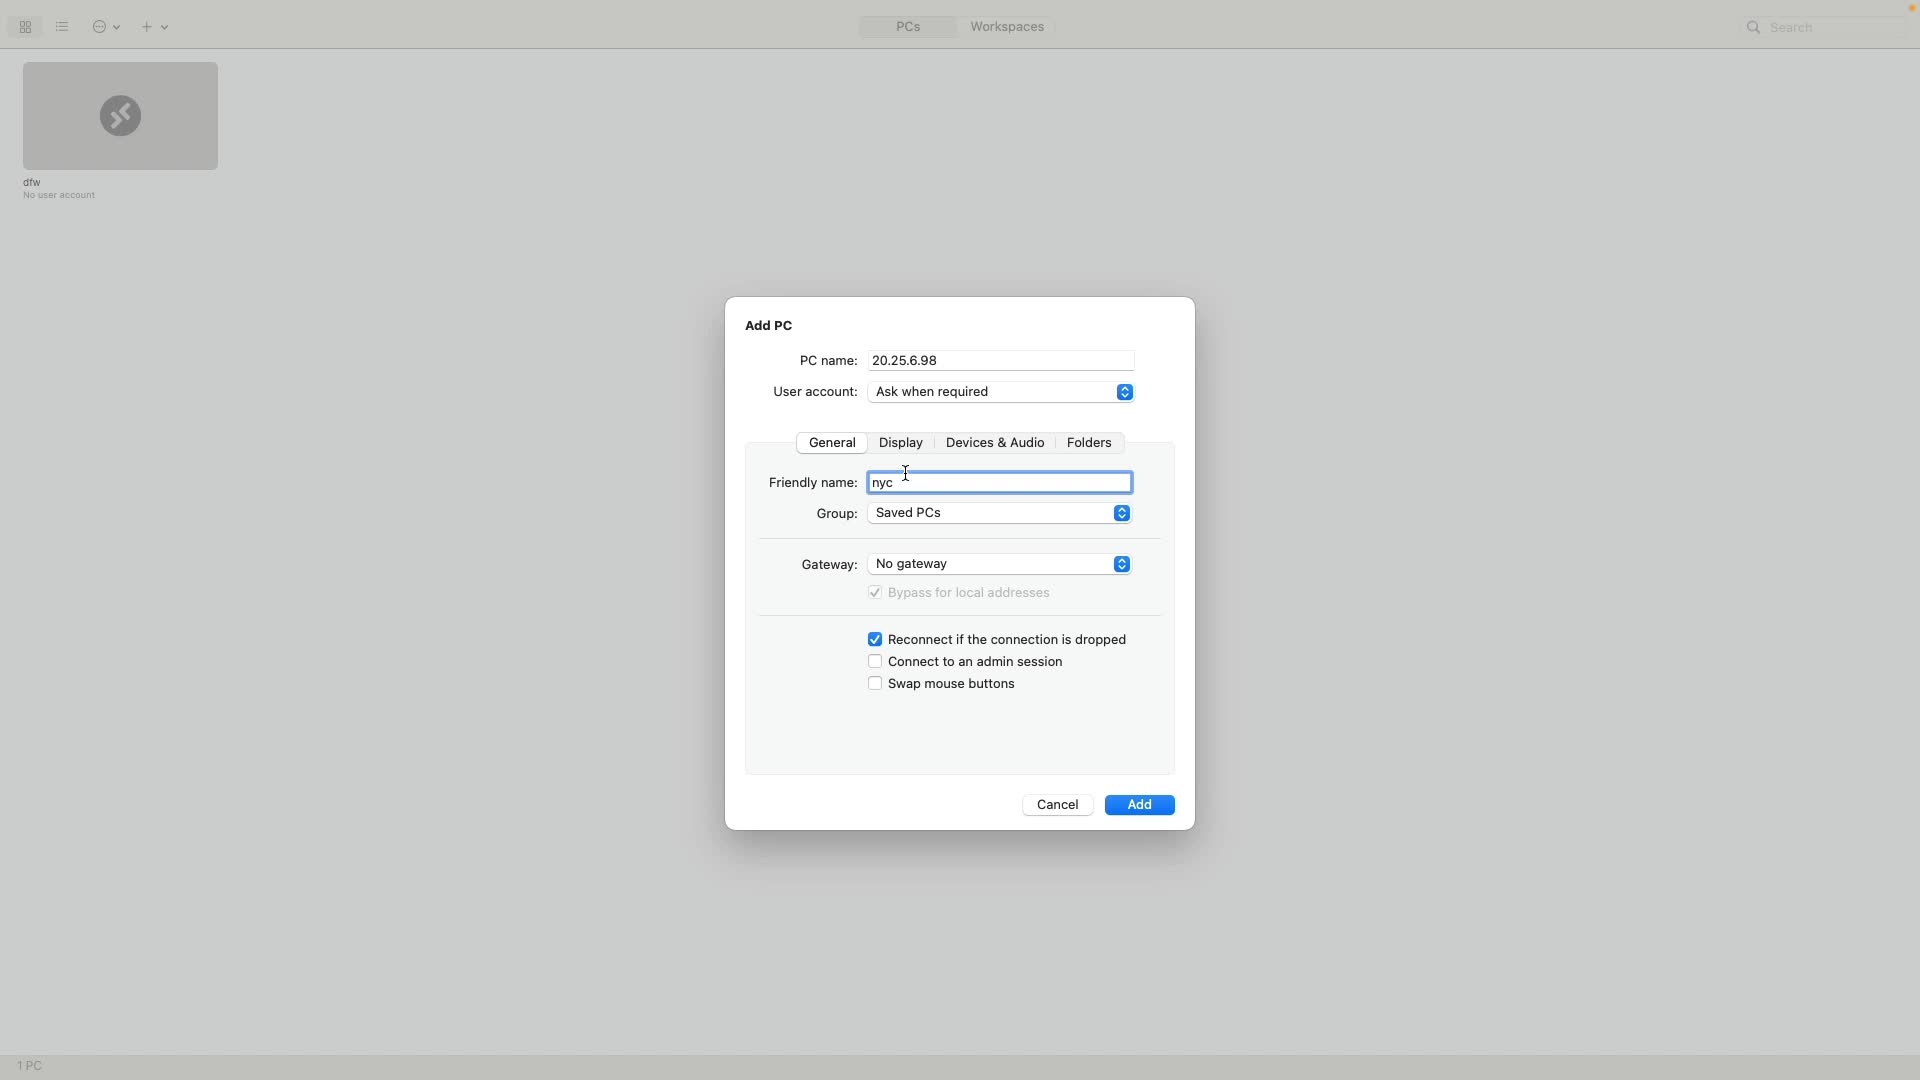 PCs
Workspaces
Search
dfw
No user account
Add PC
PC name: 20.25.6.98
User account: Ask when required
General Display Devices & Audio Folders
Friendly name: nyc
Group: Saved PCs
Gateway: No gateway
Bypass for local addresses
Reconnect if the connection is dropped
Connect to an admin session
Swap mouse buttons
Cancel Add
1 PC